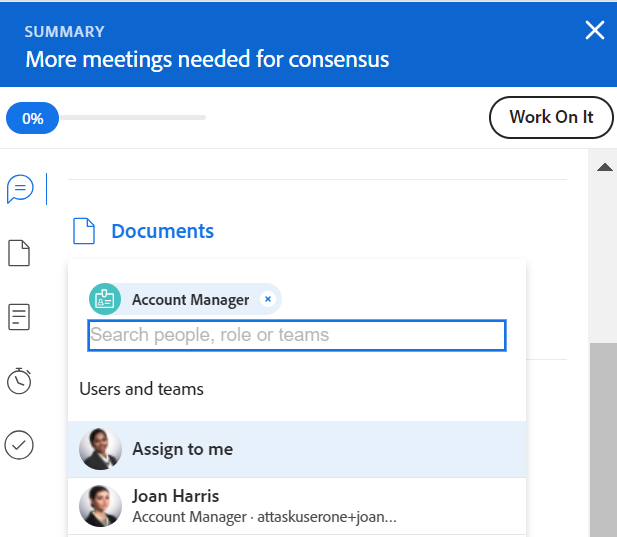 SUMMARY
More meetings needed for consensus
0%
Work On It
Documents
Account Manager ×
Search people, role or teams
Users and teams
Assign to me
Joan Harris
Account Manager · attaskuserone+joan...